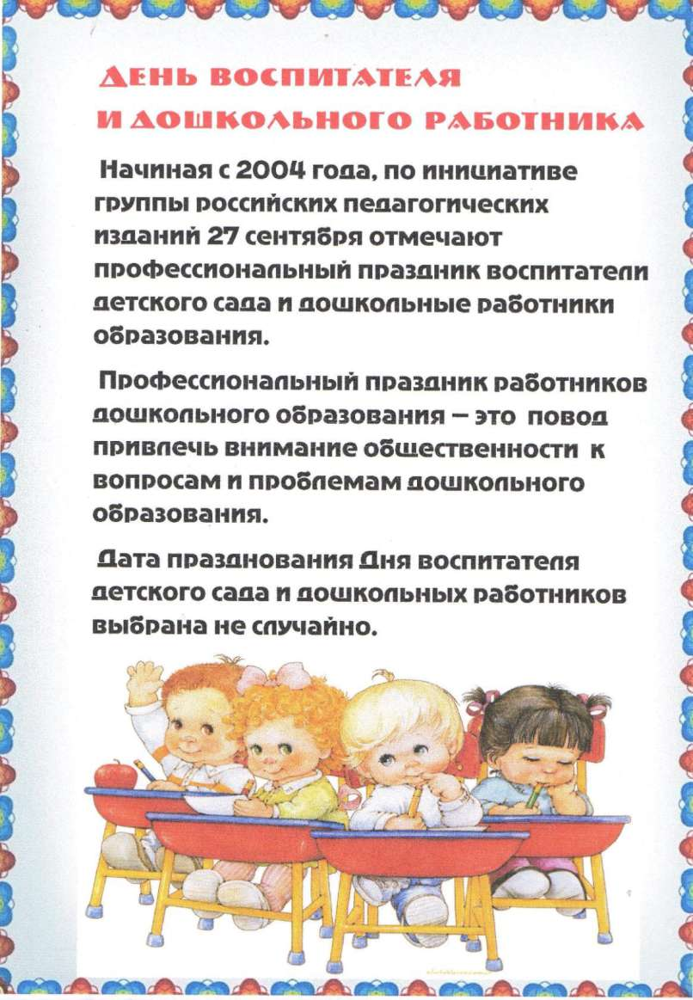 День воспитателя
и дошкольного работника
Начиная с 2004 года, по инициативе
группы российских педагогических
изданий 27 сентября отмечают
профессиональный праздник воспитатели
детского сада и дошкольные работники
образования.
Профессиональный праздник работников
дошкольного образования – это повод
привлечь внимание общественности к
вопросам и проблемам дошкольного
образования.
Дата празднования Дня воспитателя
детского сада и дошкольных работников
выбрана не случайно.